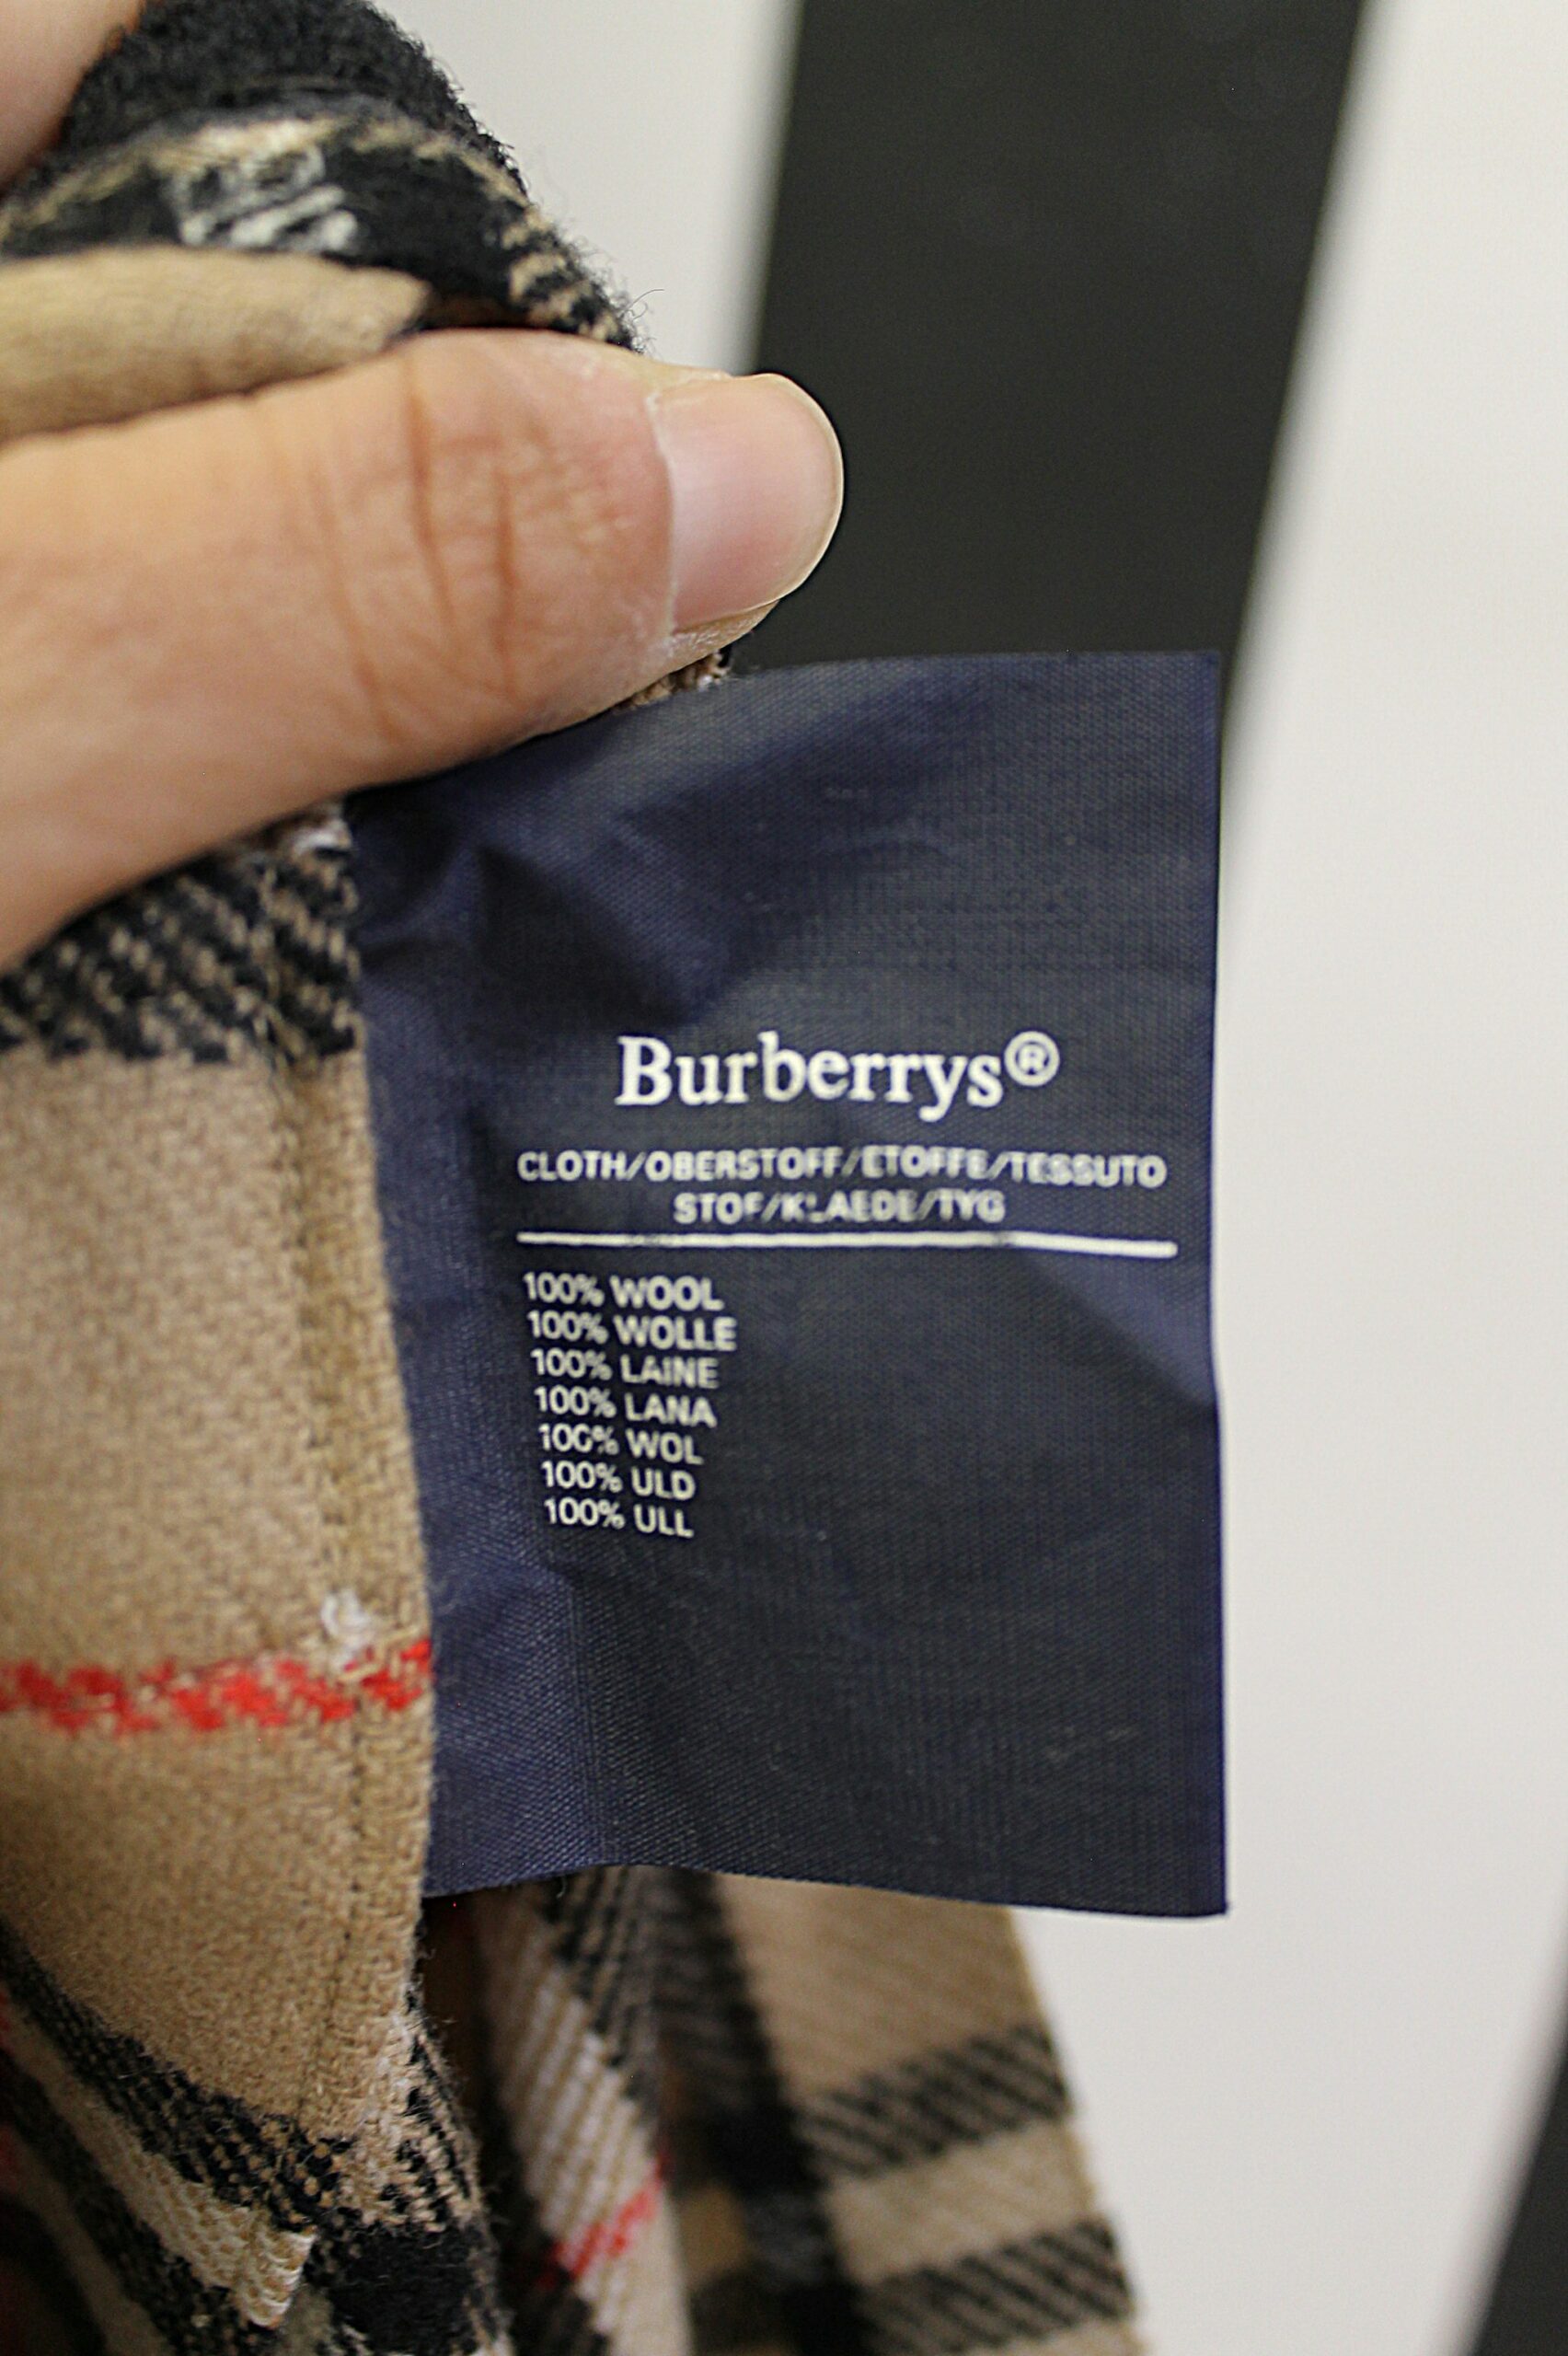 Burberrys®
CLOTH/OBERSTOFF/ETOFFE/TESSUTO
STOF/KLAEDE/TYG
100% WOOL
100% WOLLE
100% LAINE
100% LANA
100% WOL
100% ULD
100% ULL